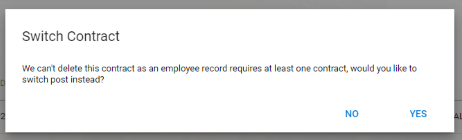 Switch Contract
We can't delete this contract as an employee record requires at least one contract, would you like to
switch post instead?
NO YES